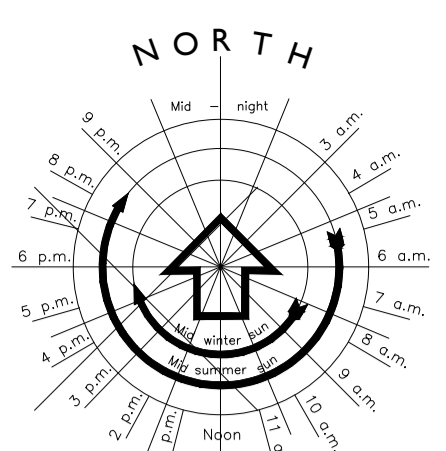 NORTH
Mid - night
3 a.m.
4 a.m.
5 a.m.
6 a.m.
7 a.m.
8 a.m.
9 a.m.
10 a.m.
11 a
Noon
p.m.
2 p.m.
3 p.m.
4 p.m.
5 p.m.
6 p.m.
7 p.m.
8 p.m.
9 p.m.
Mid winter sun
Mid summer sun